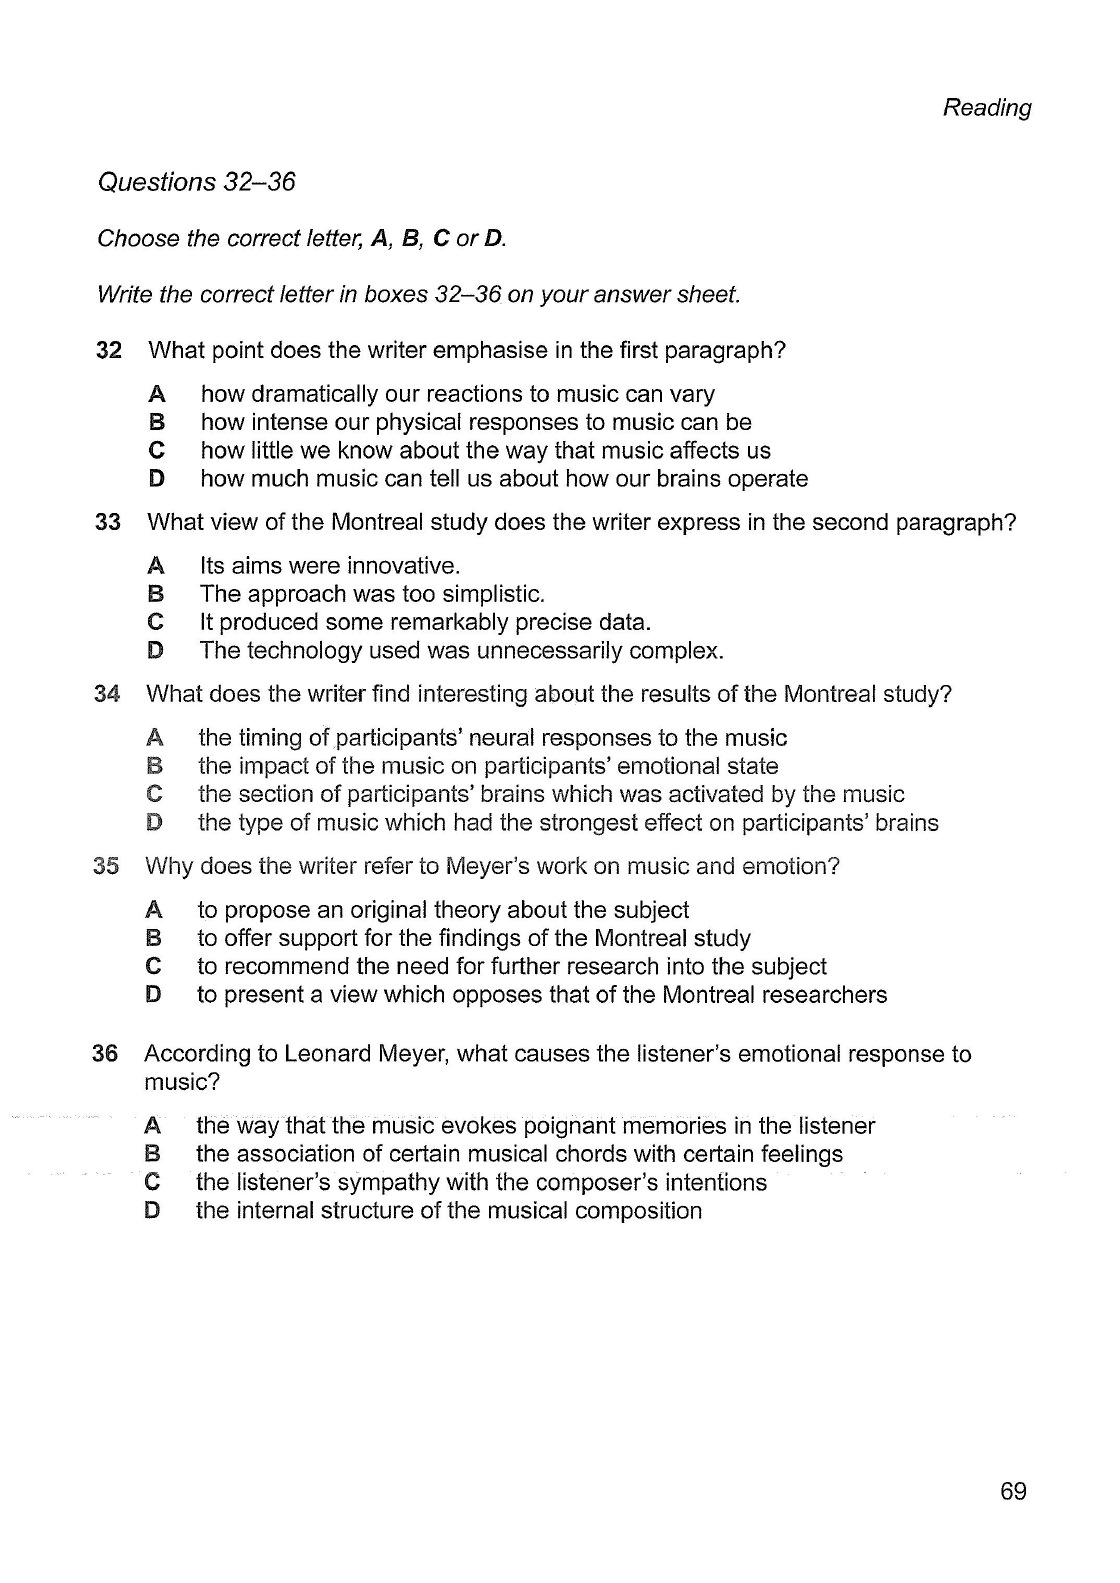 Reading
Questions 32–36
Choose the correct letter, A, B, C or D.
Write the correct letter in boxes 32–36 on your answer sheet.
32 What point does the writer emphasise in the first paragraph?
A how dramatically our reactions to music can vary
B how intense our physical responses to music can be
C how little we know about the way that music affects us
D how much music can tell us about how our brains operate
33 What view of the Montreal study does the writer express in the second paragraph?
A Its aims were innovative.
B The approach was too simplistic.
C It produced some remarkably precise data.
D The technology used was unnecessarily complex.
34 What does the writer find interesting about the results of the Montreal study?
A the timing of participants' neural responses to the music
B the impact of the music on participants' emotional state
C the section of participants' brains which was activated by the music
D the type of music which had the strongest effect on participants' brains
35 Why does the writer refer to Meyer's work on music and emotion?
A to propose an original theory about the subject
B to offer support for the findings of the Montreal study
C to recommend the need for further research into the subject
D to present a view which opposes that of the Montreal researchers
36 According to Leonard Meyer, what causes the listener's emotional response to
music?
A the way that the music evokes poignant memories in the listener
B the association of certain musical chords with certain feelings
C the listener's sympathy with the composer's intentions
D the internal structure of the musical composition
69